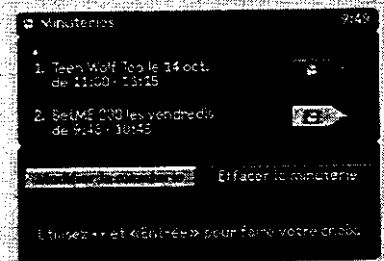 Minuteries 9:49
1. Teen Wolf Too le 14 oct.
de 11:00 - 13:15
2. BetME 200 les vendredis
de 9:45 - 10:45
Effacer la minuterie
Utilisez et «Entrée» pour faire votre choix.